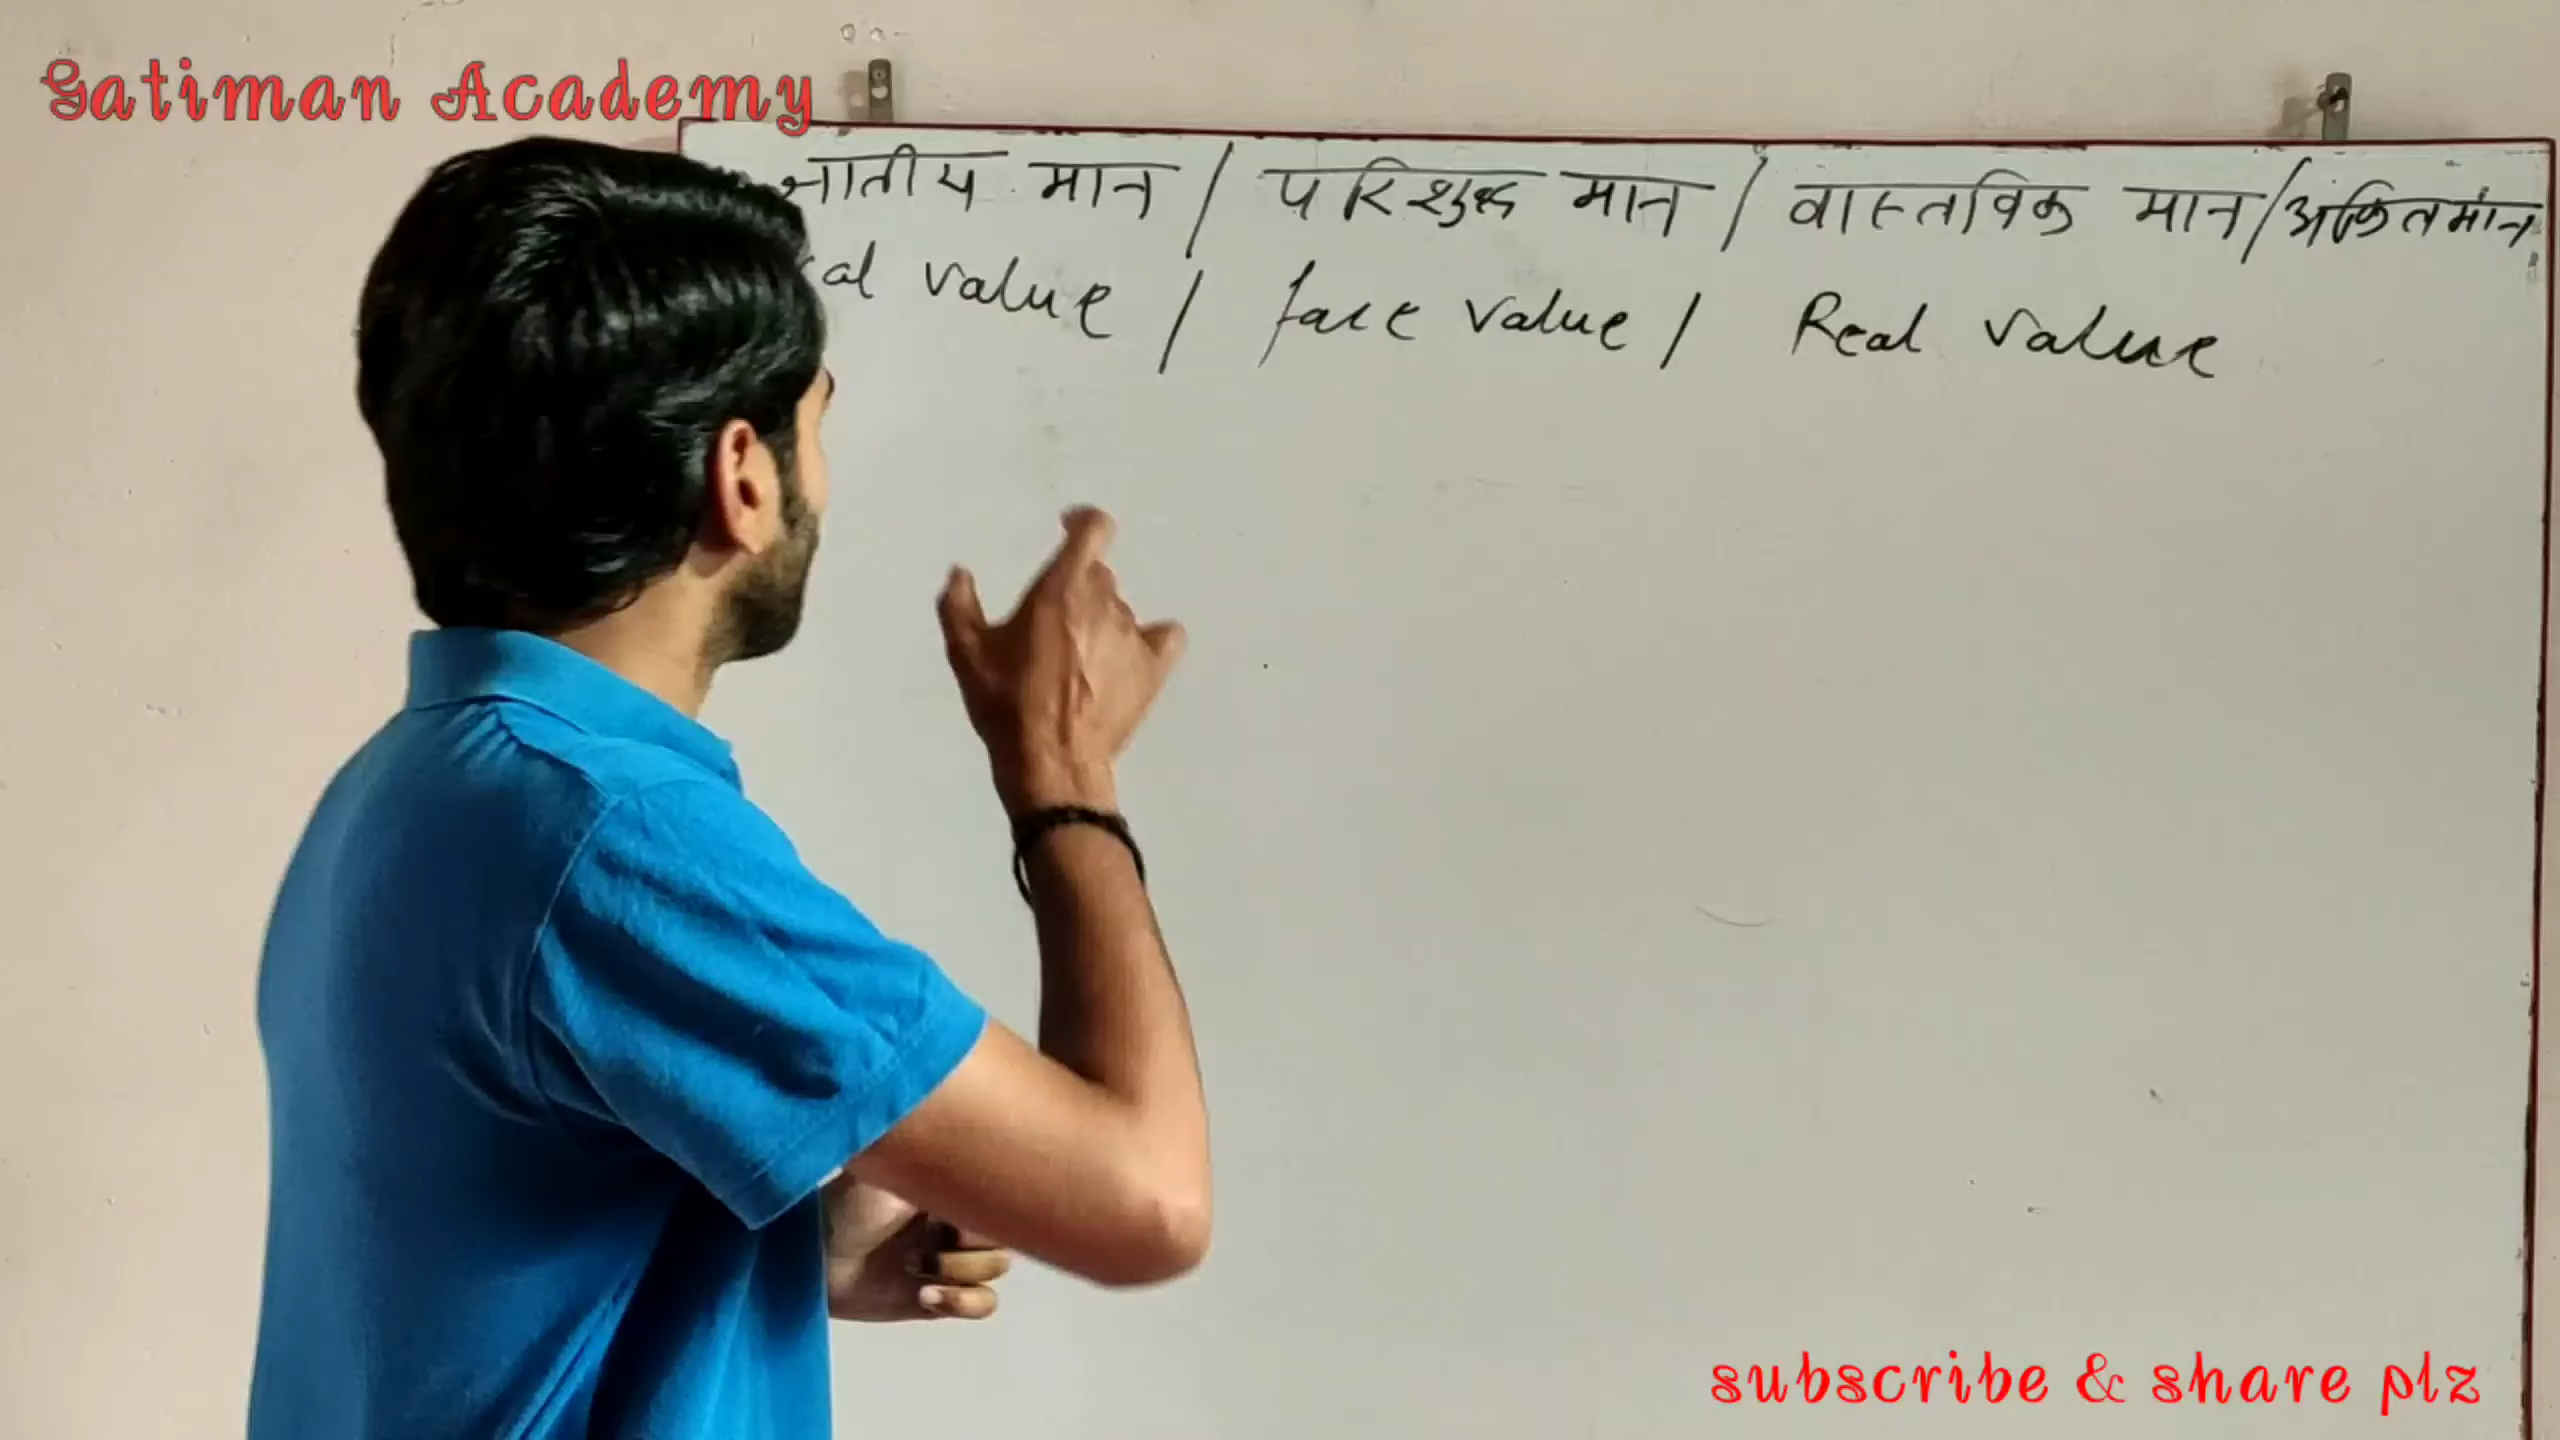 Gatiman Academy
जातीय मान / परिशुद्ध मान / वास्तविक मान / अंकित मान
value / face value / Real value
subscribe & share plz